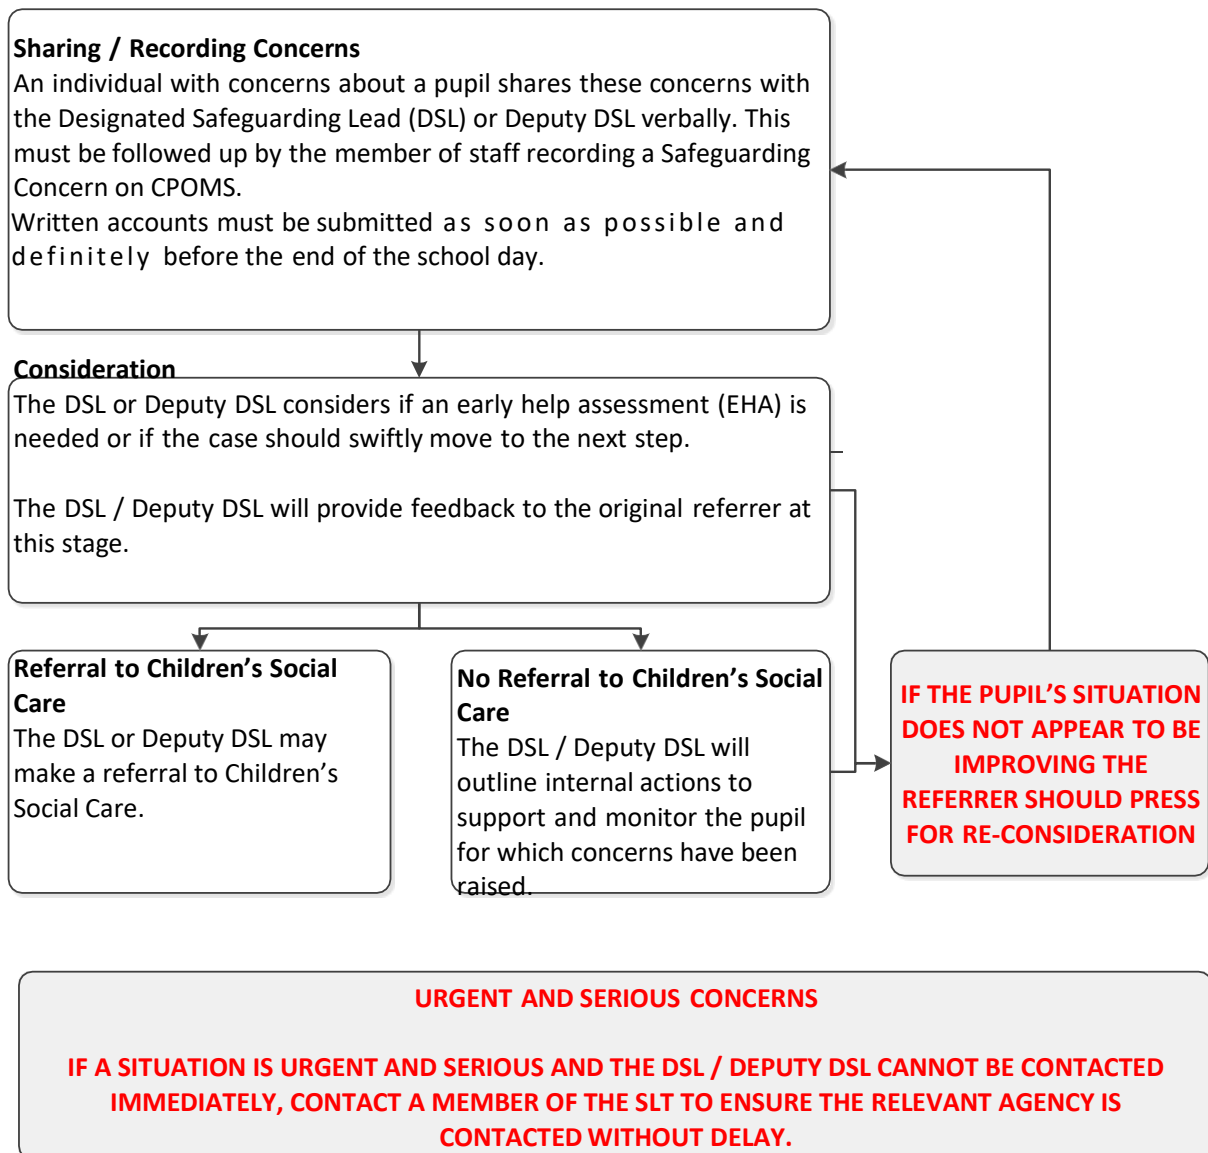 Sharing / Recording Concerns
An individual with concerns about a pupil shares these concerns with
the Designated Safeguarding Lead (DSL) or Deputy DSL verbally. This
must be followed up by the member of staff recording a Safeguarding
Concern on CPOMS.
Written accounts must be submitted as soon as possible and
definitely before the end of the school day.
Consideration
The DSL or Deputy DSL considers if an early help assessment (EHA) is
needed or if the case should swiftly move to the next step.
The DSL / Deputy DSL will provide feedback to the original referrer at
this stage.
Referral to Children’s Social
Care
The DSL or Deputy DSL may
make a referral to Children’s
Social Care.
No Referral to Children’s Social
Care
The DSL / Deputy DSL will
outline internal actions to
support and monitor the pupil
for which concerns have been
raised.
IF THE PUPIL’S SITUATION
DOES NOT APPEAR TO BE
IMPROVING THE
REFERRER SHOULD PRESS
FOR RE-CONSIDERATION
URGENT AND SERIOUS CONCERNS
IF A SITUATION IS URGENT AND SERIOUS AND THE DSL / DEPUTY DSL CANNOT BE CONTACTED
IMMEDIATELY, CONTACT A MEMBER OF THE SLT TO ENSURE THE RELEVANT AGENCY IS
CONTACTED WITHOUT DELAY.